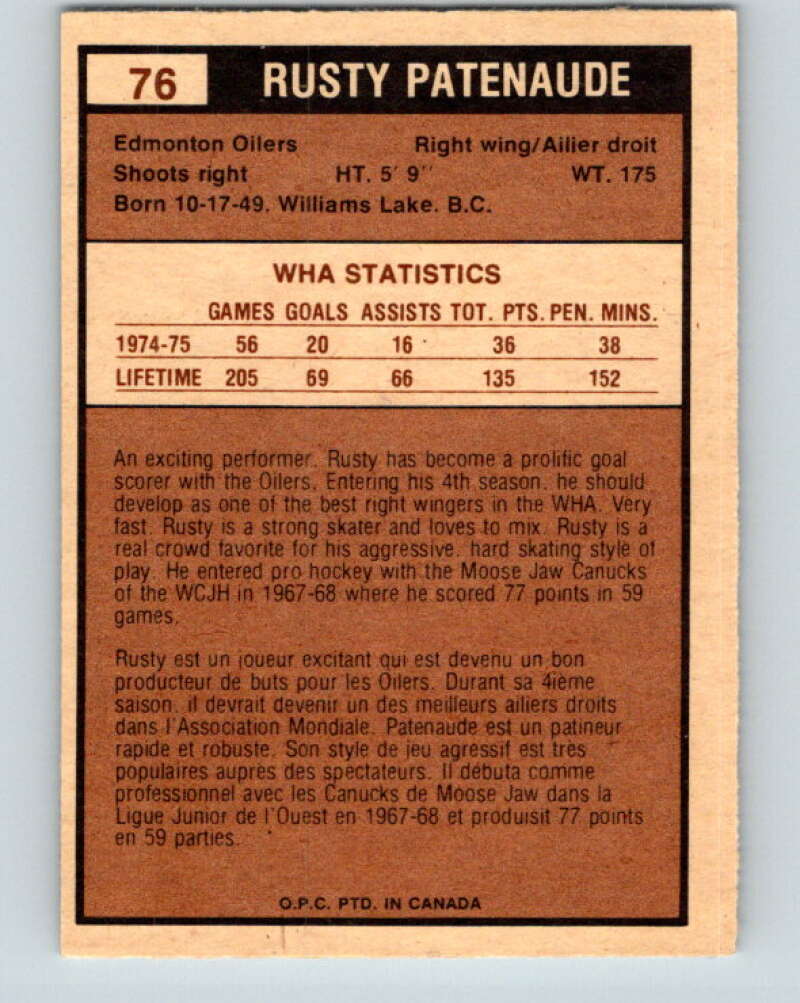 76 RUSTY PATENAUDE
Edmonton Oilers Right wing/Ailier droit
Shoots right HT. 5' 9'' WT. 175
Born 10-17-49. Williams Lake. B.C.
WHA STATISTICS
GAMES GOALS ASSISTS TOT. PTS. PEN. MINS.
1974-75 56 20 16 36 38
LIFETIME 205 69 66 135 152
An exciting performer. Rusty has become a prolific goal
scorer with the Oilers. Entering his 4th season. he should
develop as one of the best right wingers in the WHA. Very
fast. Rusty is a strong skater and loves to mix. Rusty is a
real crowd favorite for his aggressive. hard skating style of
play. He entered pro hockey with the Moose Jaw Canucks
of the WCJH in 1967-68 where he scored 77 points in 59
games.
Rusty est un joueur excitant qui est devenu un bon
producteur de buts pour les Oilers. Durant sa 4ième
saison. il devrait devenir un des meilleurs ailiers droits
dans l'Association Mondiale. Patenaude est un patineur
rapide et robuste. Son style de jeu agressif est très
populaires auprès des spectateurs. Il débuta comme
professionnel avec les Canucks de Moose Jaw dans la
Ligue Junior de l'Ouest en 1967-68 et produisit 77 points
en 59 parties.
O.P.C. PTD. IN CANADA